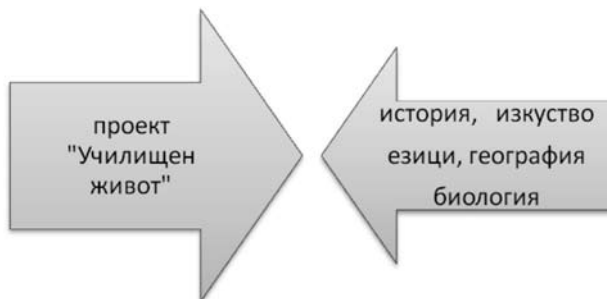 проект
"Училищен
живот"
история, изкуство
езици, география
биология